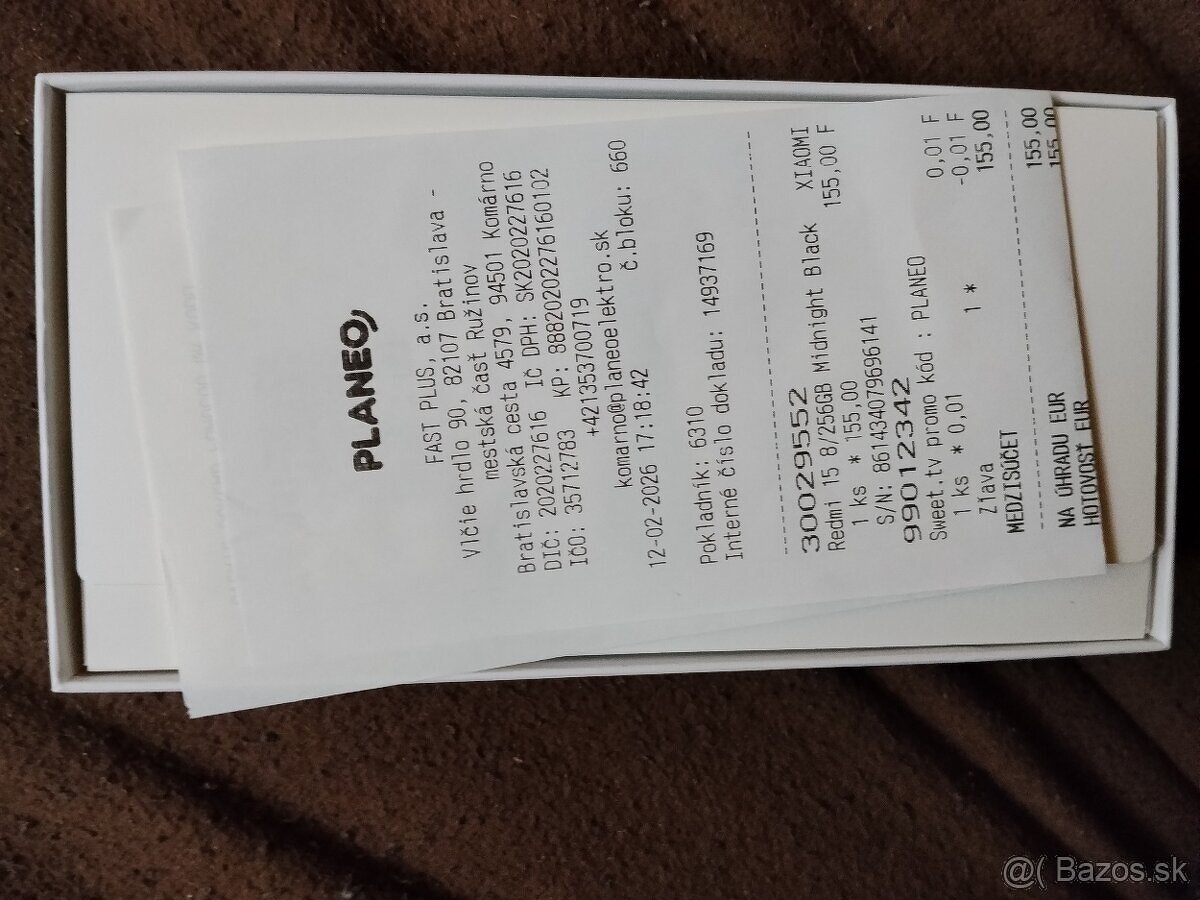 PLANEO
FAST PLUS, a.s.
Vlčie hrdlo 90, 82107 Bratislava -
mestská časť Ružinov
Bratislavská cesta 4579, 94501 Komárno
DIČ: 2020227616 IČ DPH: SK2020227616
IČO: 35712783 KP: 88820202276160102
+421353700719
komarno@planeoelektro.sk
12-02-2026 17:18:42 č.bloku: 660
Pokladník: 6310
Interné číslo dokladu: 14937169
30029552
Redmi 15 8/256GB Midnight Black XIAOMI
1 ks * 155,00 155,00 F
S/N: 861434079696141
99012342
Sweet.tv promo kód : PLANEO
1 ks * 0,01 0,01 F
Zľava 1 * -0,01 F
MEDZISÚČET 155,00
NA ÚHRADU EUR 155,00
HOTOVOSŤ EUR 155,00
@( Bazos.sk